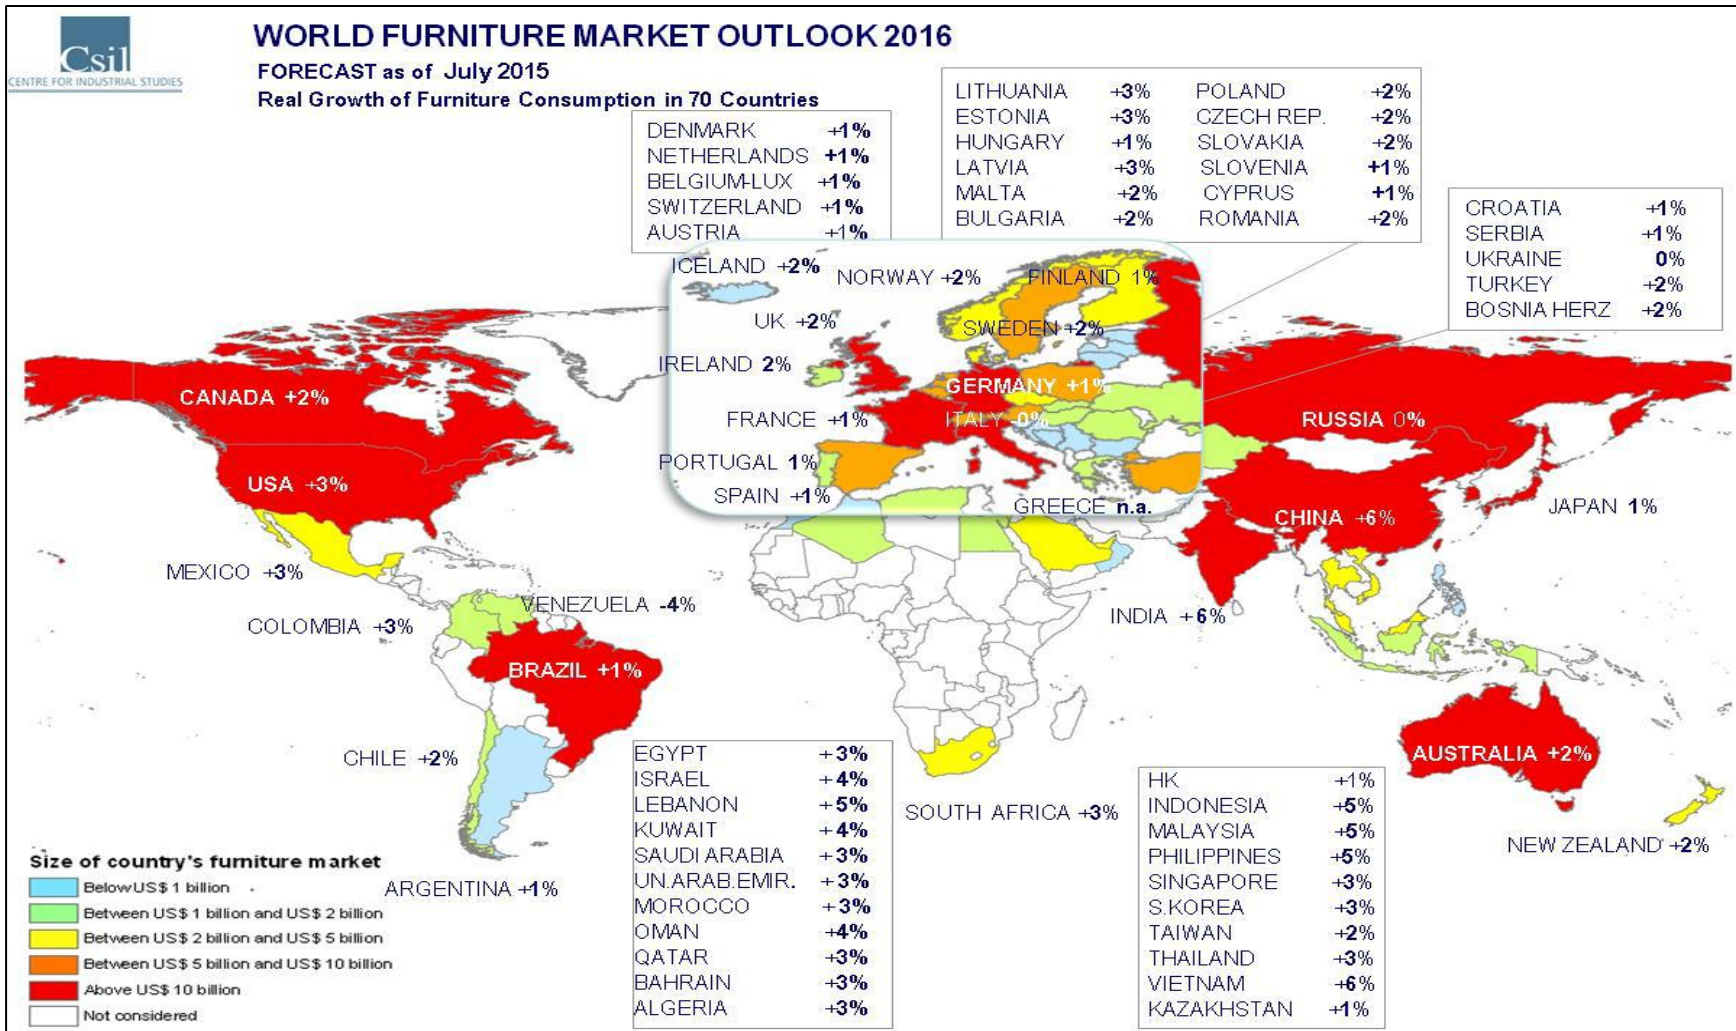 Csil
CENTRE FOR INDUSTRIAL STUDIES
WORLD FURNITURE MARKET OUTLOOK 2016
FORECAST as of July 2015
Real Growth of Furniture Consumption in 70 Countries
DENMARK +1%
NETHERLANDS +1%
BELGIUM-LUX +1%
SWITZERLAND +1%
AUSTRIA +1%
LITHUANIA +3% POLAND +2%
ESTONIA +3% CZECH REP. +2%
HUNGARY +1% SLOVAKIA +2%
LATVIA +3% SLOVENIA +1%
MALTA +2% CYPRUS +1%
BULGARIA +2% ROMANIA +2%
CROATIA +1%
SERBIA +1%
UKRAINE 0%
TURKEY +2%
BOSNIA HERZ +2%
ICELAND +2%
NORWAY +2%
FINLAND 1%
UK +2%
SWEDEN +2%
IRELAND 2%
GERMANY +1%
FRANCE +1%
ITALY -0%
PORTUGAL 1%
SPAIN +1%
GREECE n.a.
CANADA +2%
USA +3%
RUSSIA 0%
CHINA +6%
JAPAN 1%
MEXICO +3%
VENEZUELA -4%
COLOMBIA +3%
INDIA +6%
BRAZIL +1%
CHILE +2%
ARGENTINA +1%
SOUTH AFRICA +3%
AUSTRALIA +2%
NEW ZEALAND +2%
EGYPT +3%
ISRAEL +4%
LEBANON +5%
KUWAIT +4%
SAUDI ARABIA +3%
UN.ARAB.EMIR. +3%
MOROCCO +3%
OMAN +4%
QATAR +3%
BAHRAIN +3%
ALGERIA +3%
HK +1%
INDONESIA +5%
MALAYSIA +5%
PHILIPPINES +5%
SINGAPORE +3%
S.KOREA +3%
TAIWAN +2%
THAILAND +3%
VIETNAM +6%
KAZAKHSTAN +1%
Size of country's furniture market
Below US$ 1 billion
Between US$ 1 billion and US$ 2 billion
Between US$ 2 billion and US$ 5 billion
Between US$ 5 billion and US$ 10 billion
Above US$ 10 billion
Not considered